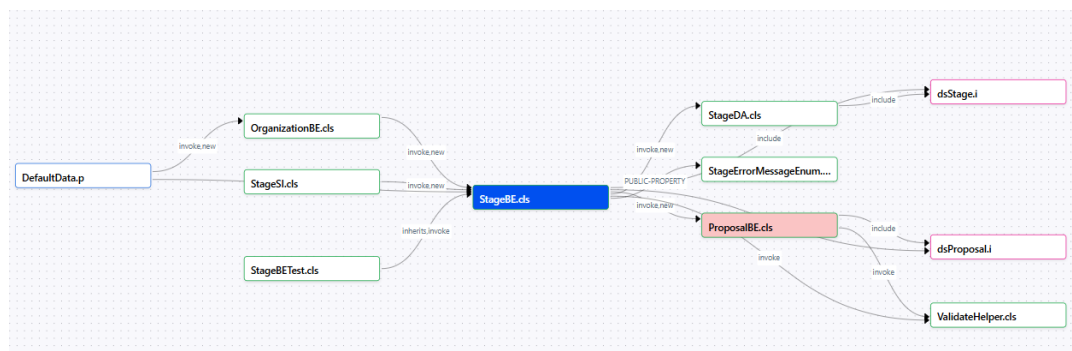 DefaultData.p
invoke,new
OrganizationBE.cls
StageSI.cls
StageBETest.cls
invoke,new
invoke,new
inherits,invoke
StageBE.cls
invoke,new
PUBLIC-PROPERTY
invoke,new
include
invoke
StageDA.cls
StageErrorMessageEnum....
ProposalBE.cls
include
include
invoke
dsStage.i
dsProposal.i
ValidateHelper.cls